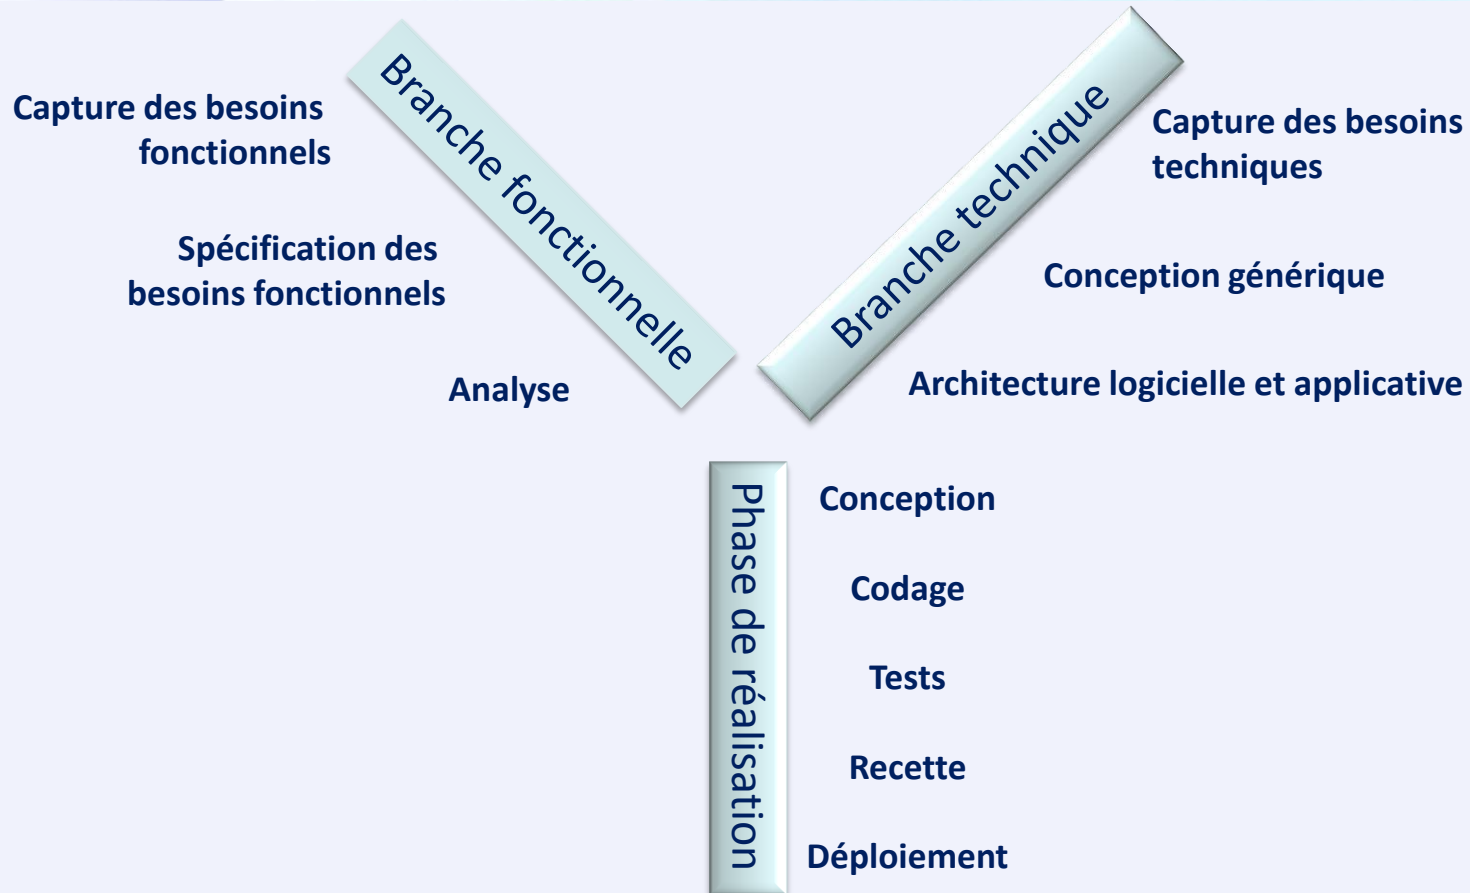 Branche fonctionnelle
Capture des besoins
fonctionnels
Spécification des
besoins fonctionnels
Analyse
Branche technique
Capture des besoins
techniques
Conception générique
Architecture logicielle et applicative
Phase de réalisation
Conception
Codage
Tests
Recette
Déploiement